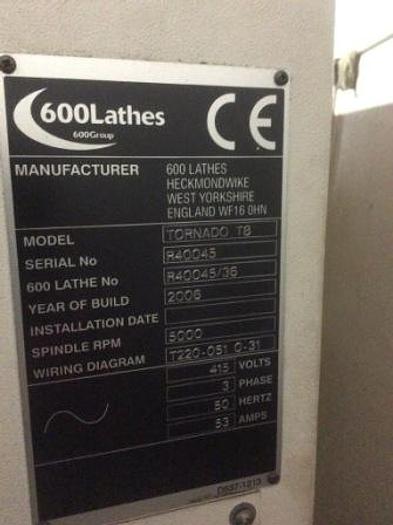 600Lathes
600Group
CE
MANUFACTURER 600 LATHES
HECKMONDWIKE
WEST YORKSHIRE
ENGLAND WF16 0HN
MODEL TORNADO T8
SERIAL No R40045
600 LATHE No R40045/36
YEAR OF BUILD 2006
INSTALLATION DATE
SPINDLE RPM 5000
WIRING DIAGRAM T220-051 0-31
415 VOLTS
3 PHASE
50 HERTZ
53 AMPS
DS37-1213